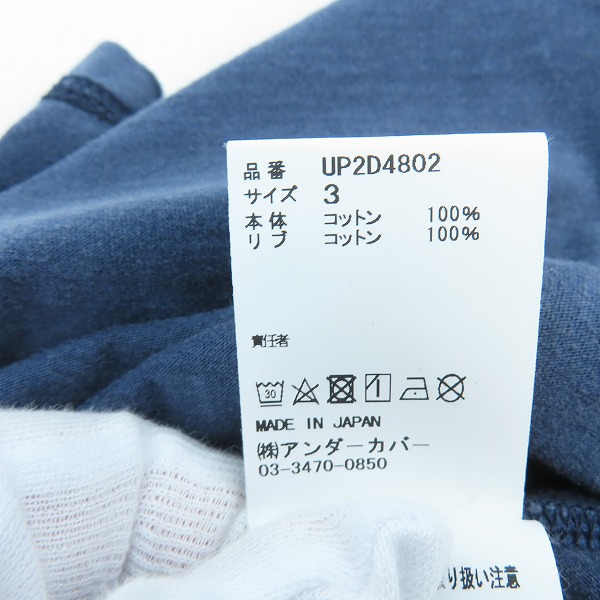 品番 UP2D4802
サイズ 3
本体 コットン 100%
リブ コットン 100%
責任者
30
MADE IN JAPAN
㈱アンダーカバー
03-3470-0850
り扱い注意